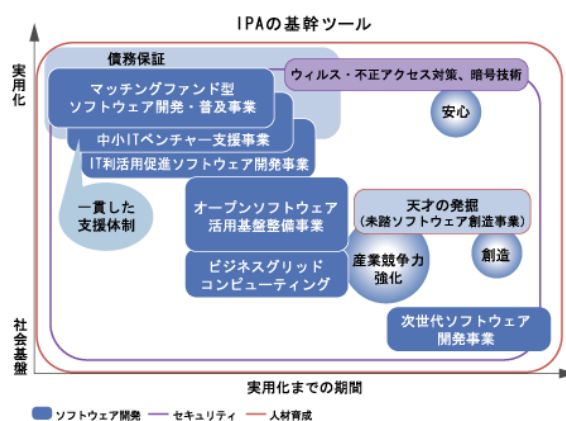 IPAの基幹ツール
実用化
債務保証
マッチングファンド型
ソフトウェア開発・普及事業
ウィルス・不正アクセス対策、暗号技術
安心
中小ITベンチャー支援事業
IT利活用促進ソフトウェア開発事業
一貫した
支援体制
オープンソフトウェア
活用基盤整備事業
天才の発掘
(未踏ソフトウェア創造事業)
産業競争力
強化
創造
ビジネスグリッド
コンピューティング
次世代ソフトウェア
開発事業
社会基盤
実用化までの期間
ソフトウェア開発
セキュリティ
人材育成